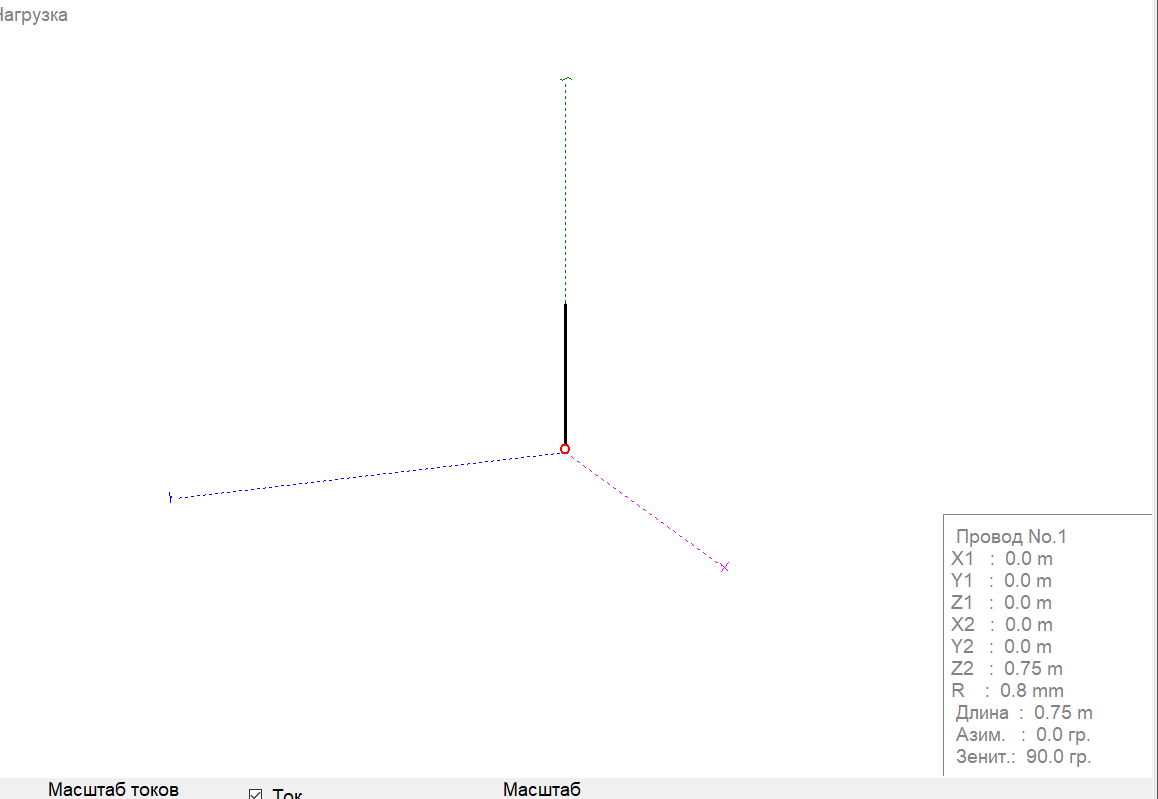 Нагрузка
Провод No.1
X1 : 0.0 m
Y1 : 0.0 m
Z1 : 0.0 m
X2 : 0.0 m
Y2 : 0.0 m
Z2 : 0.75 m
R : 0.8 mm
Длина : 0.75 m
Азим. : 0.0 гр.
Зенит.: 90.0 гр.
Масштаб токов
Ток
Масштаб